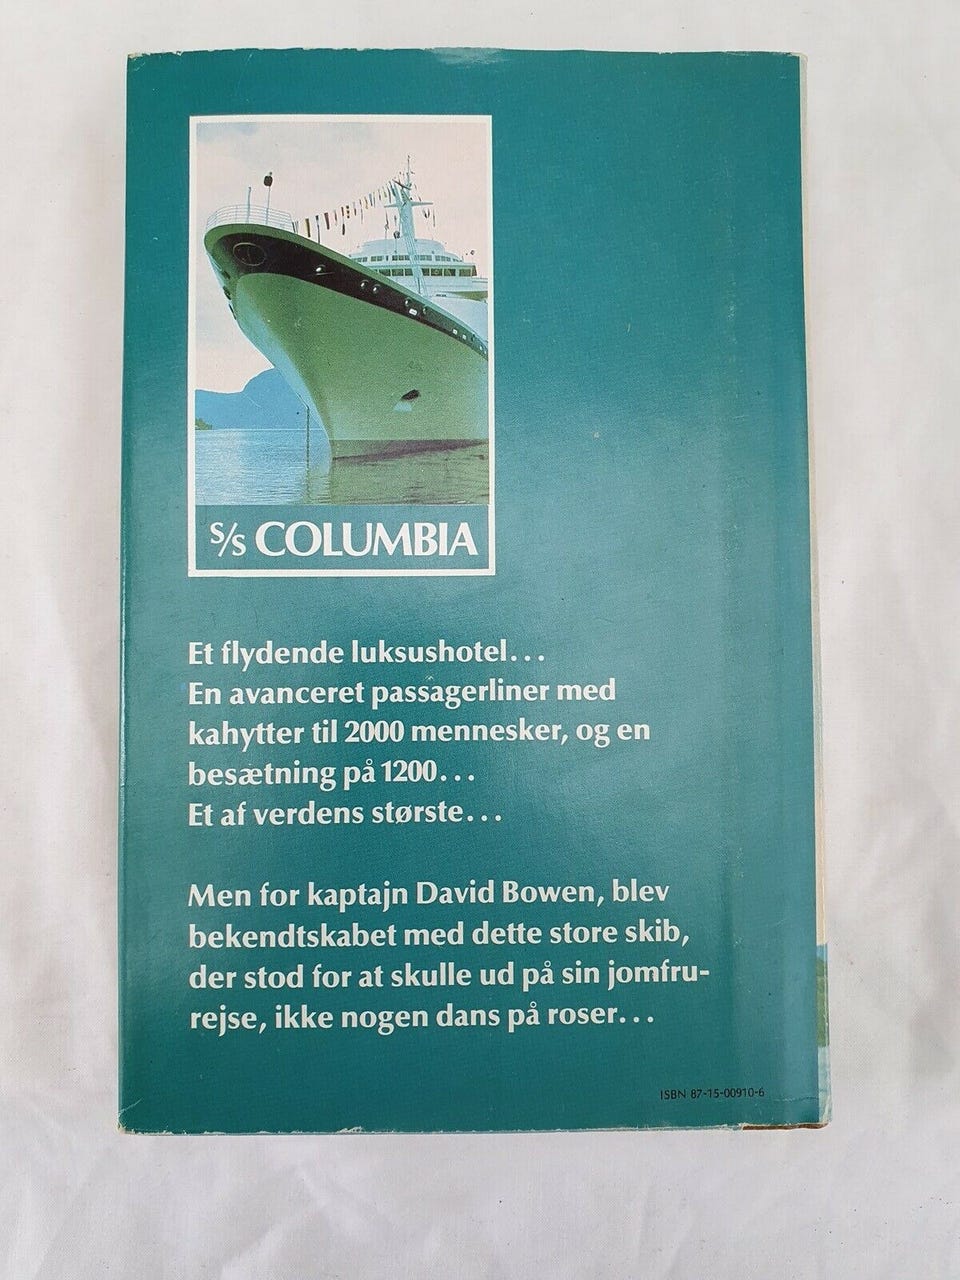 s/s COLUMBIA
Et flydende luksushotel...
En avanceret passagerliner med
kahytter til 2000 mennesker, og en
besætning på 1200...
Et af verdens største...
Men for kaptajn David Bowen, blev
bekendtskabet med dette store skib,
der stod for at skulle ud på sin jomfru-
rejse, ikke nogen dans på roser...
ISBN 87-15-00910-6